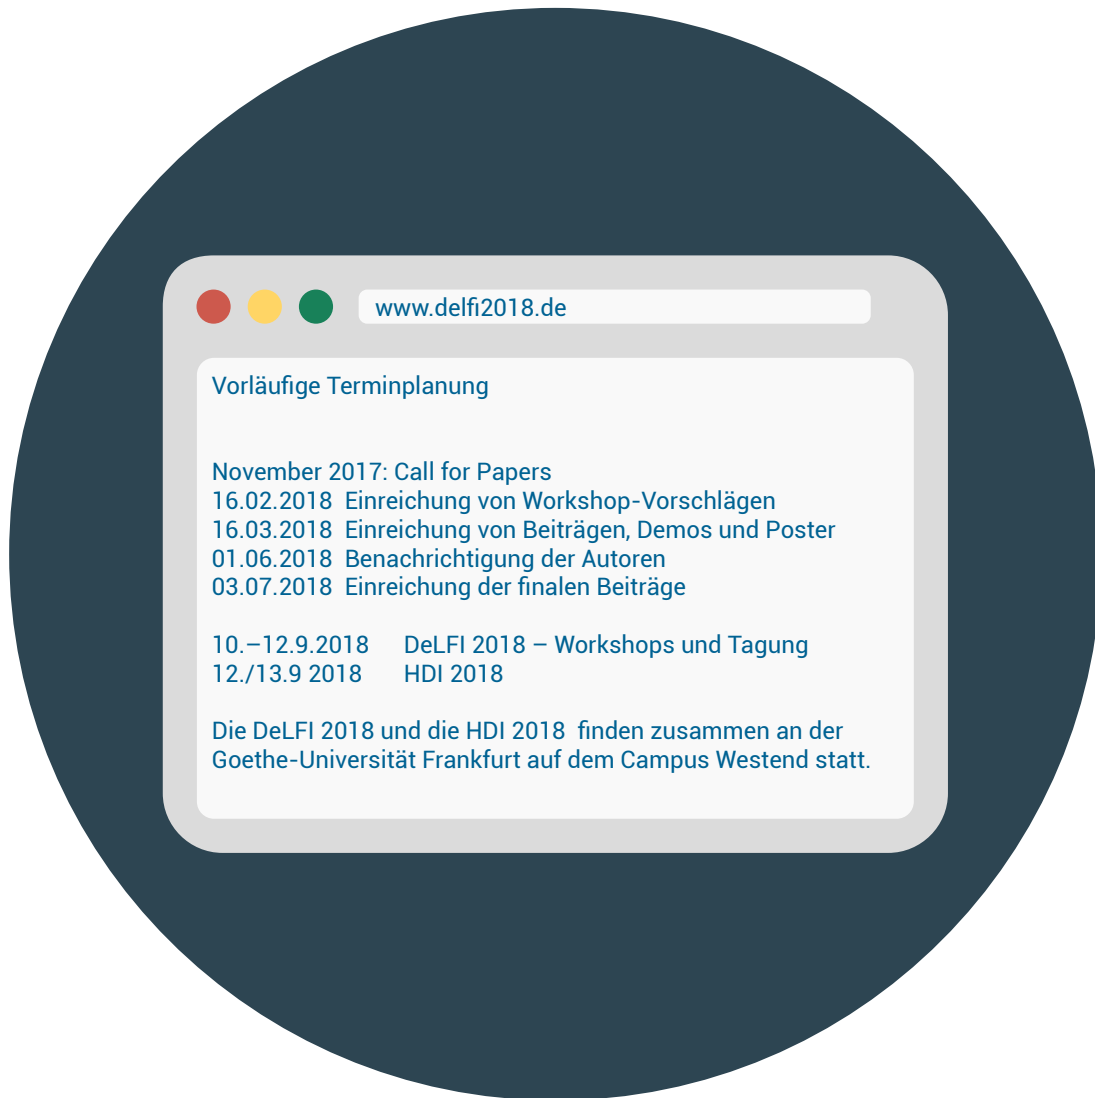 www.delfi2018.de
Vorläufige Terminplanung
November 2017: Call for Papers
16.02.2018 Einreichung von Workshop-Vorschlägen
16.03.2018 Einreichung von Beiträgen, Demos und Poster
01.06.2018 Benachrichtigung der Autoren
03.07.2018 Einreichung der finalen Beiträge
10.–12.9.2018 DeLFI 2018 – Workshops und Tagung
12./13.9 2018 HDI 2018
Die DeLFI 2018 und die HDI 2018 finden zusammen an der
Goethe-Universität Frankfurt auf dem Campus Westend statt.